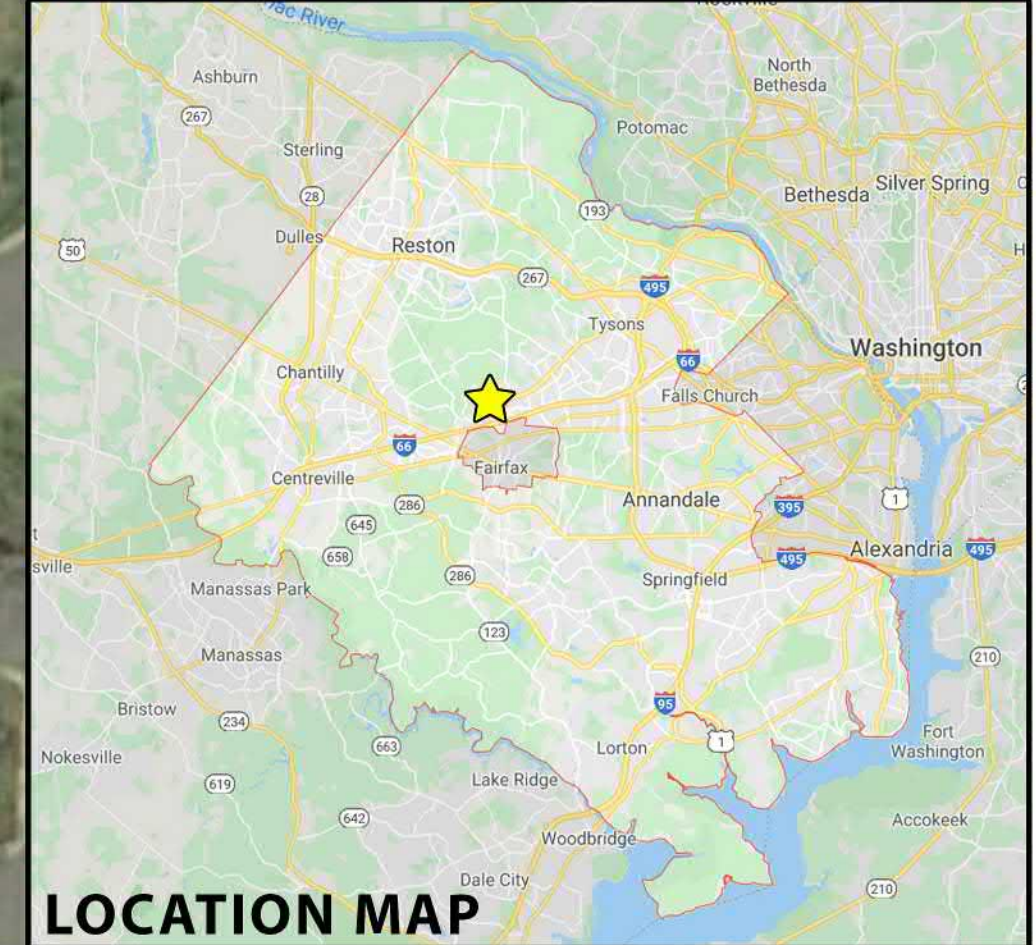 North
Bethesda
Ashburn
267
Potomac
Sterling
28
Bethesda
Silver Spring
193
Dulles
Reston
50
267
495
Tysons
Washington
66
Chantilly
Falls Church
66
Fairfax
Centreville
Annandale
286
1
395
645
658
Alexandria
495
495
sville
286
Springfield
Manassas Park
123
Manassas
210
95
Bristow
234
1
Fort
Washington
663
Lorton
Nokesville
Lake Ridge
619
642
Accokeek
Woodbridge
Dale City
210
LOCATION MAP